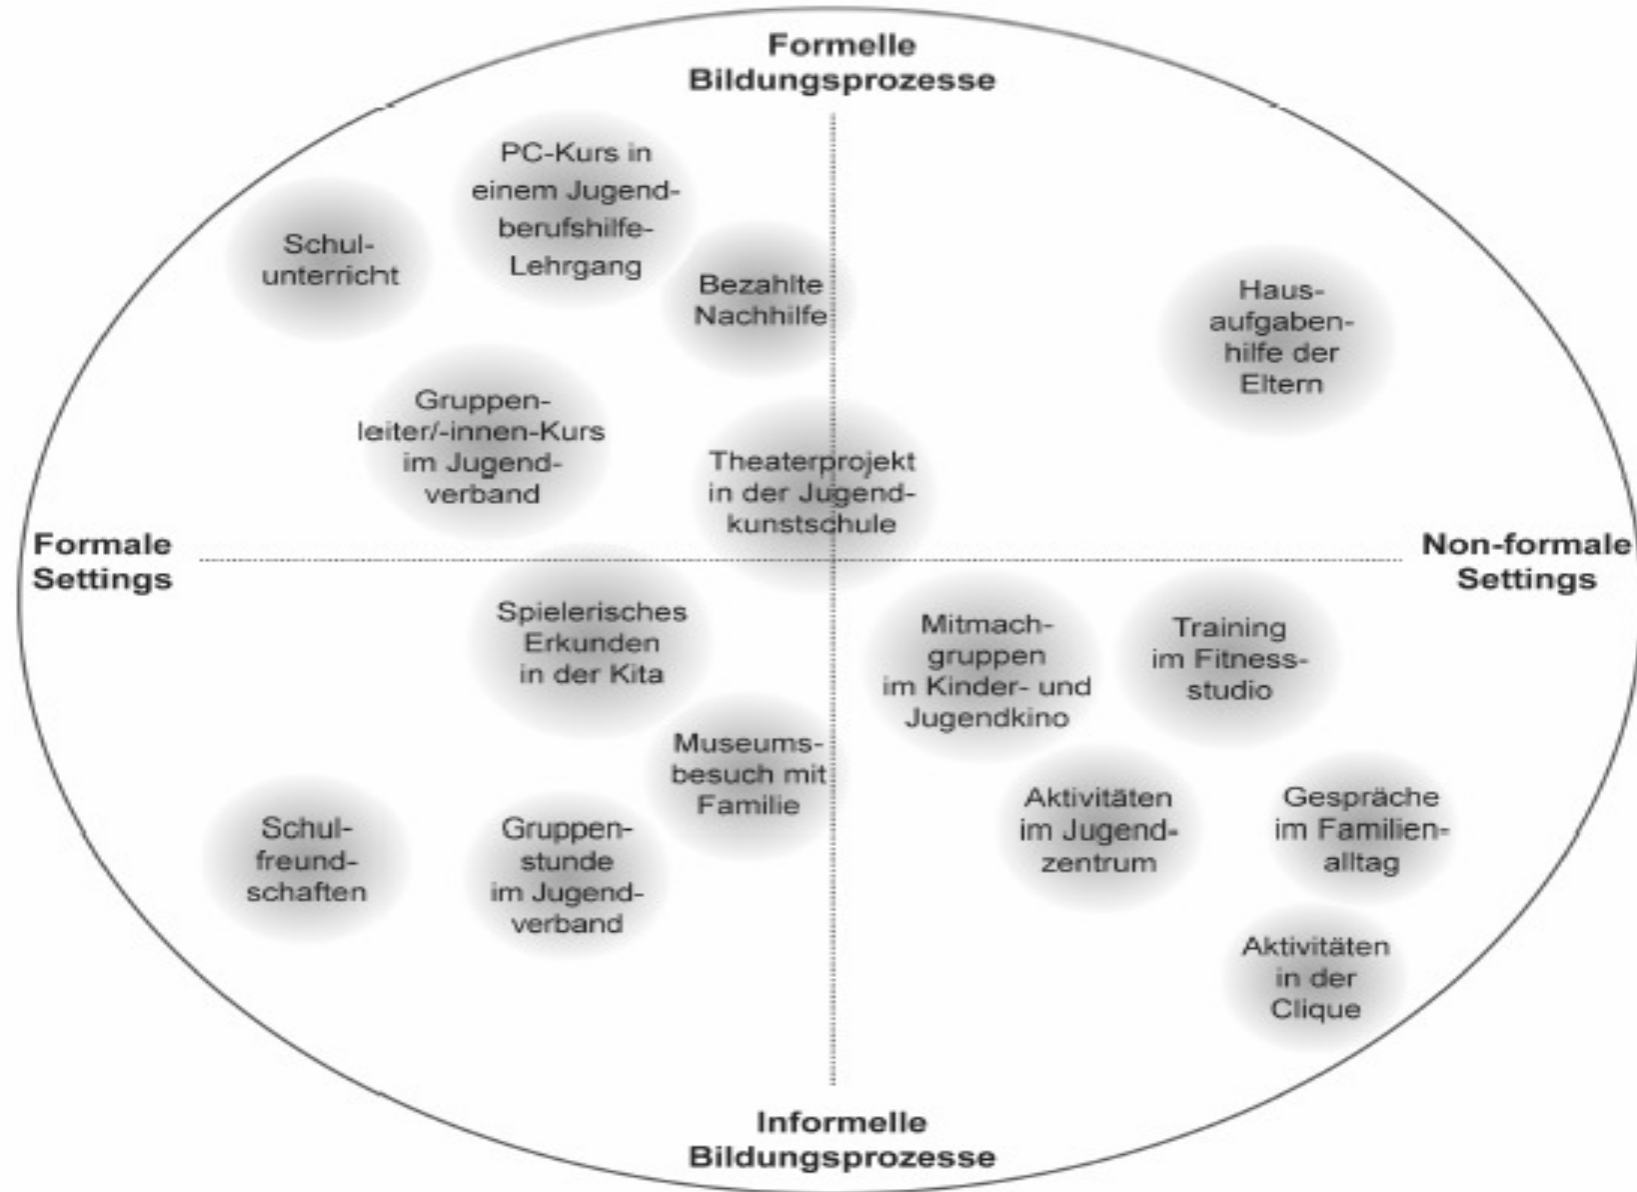 Formelle
Bildungsprozesse
PC-Kurs in
einem Jugend-
berufshilfe-
Lehrgang
Schul-
unterricht
Bezahlte
Nachhilfe
Haus-
aufgaben-
hilfe der
Eltern
Gruppen-
leiter/-innen-Kurs
im Jugend-
verband
Theaterprojekt
in der Jugend-
kunstschule
Formale
Settings
Non-formale
Settings
Spielerisches
Erkunden
in der Kita
Mitmach-
gruppen
im Kinder- und
Jugendkino
Training
im Fitness-
studio
Museums-
besuch mit
Familie
Schul-
freund-
schaften
Gruppen-
stunde
im Jugend-
verband
Aktivitäten
im Jugend-
zentrum
Gespräche
im Familien-
alltag
Aktivitäten
in der
Clique
Informelle
Bildungsprozesse